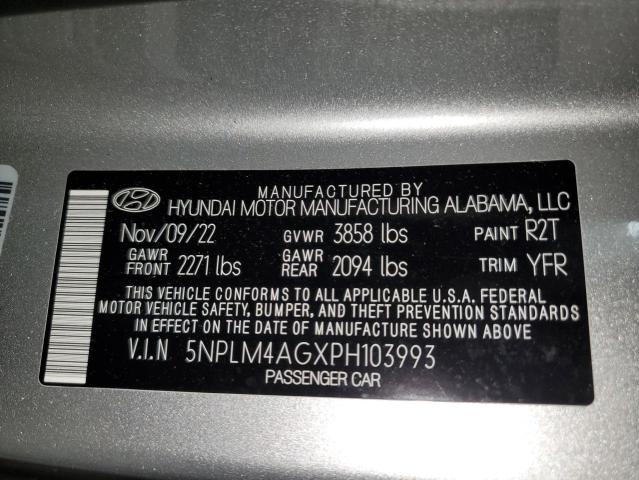 MANUFACTURED BY
HYUNDAI MOTOR MANUFACTURING ALABAMA, LLC
Nov/09/22 GVWR 3858 lbs PAINT R2T
GAWR FRONT 2271 lbs GAWR REAR 2094 lbs TRIM YFR
THIS VEHICLE CONFORMS TO ALL APPLICABLE U.S.A. FEDERAL
MOTOR VEHICLE SAFETY, BUMPER, AND THEFT PREVENTION STANDARDS
IN EFFECT ON THE DATE OF MANUFACTURE SHOWN ABOVE.
V.I.N 5NPLM4AGXPH103993
PASSENGER CAR